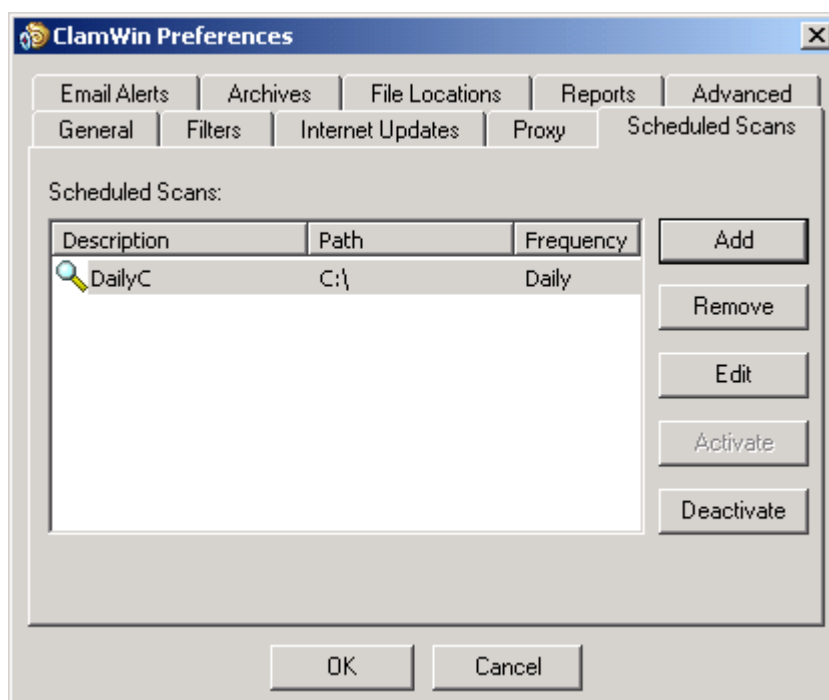 ClamWin Preferences
Email Alerts Archives File Locations Reports Advanced
General Filters Internet Updates Proxy Scheduled Scans
Scheduled Scans:
Description Path Frequency
DailyC C:\ Daily
Add
Remove
Edit
Activate
Deactivate
OK Cancel